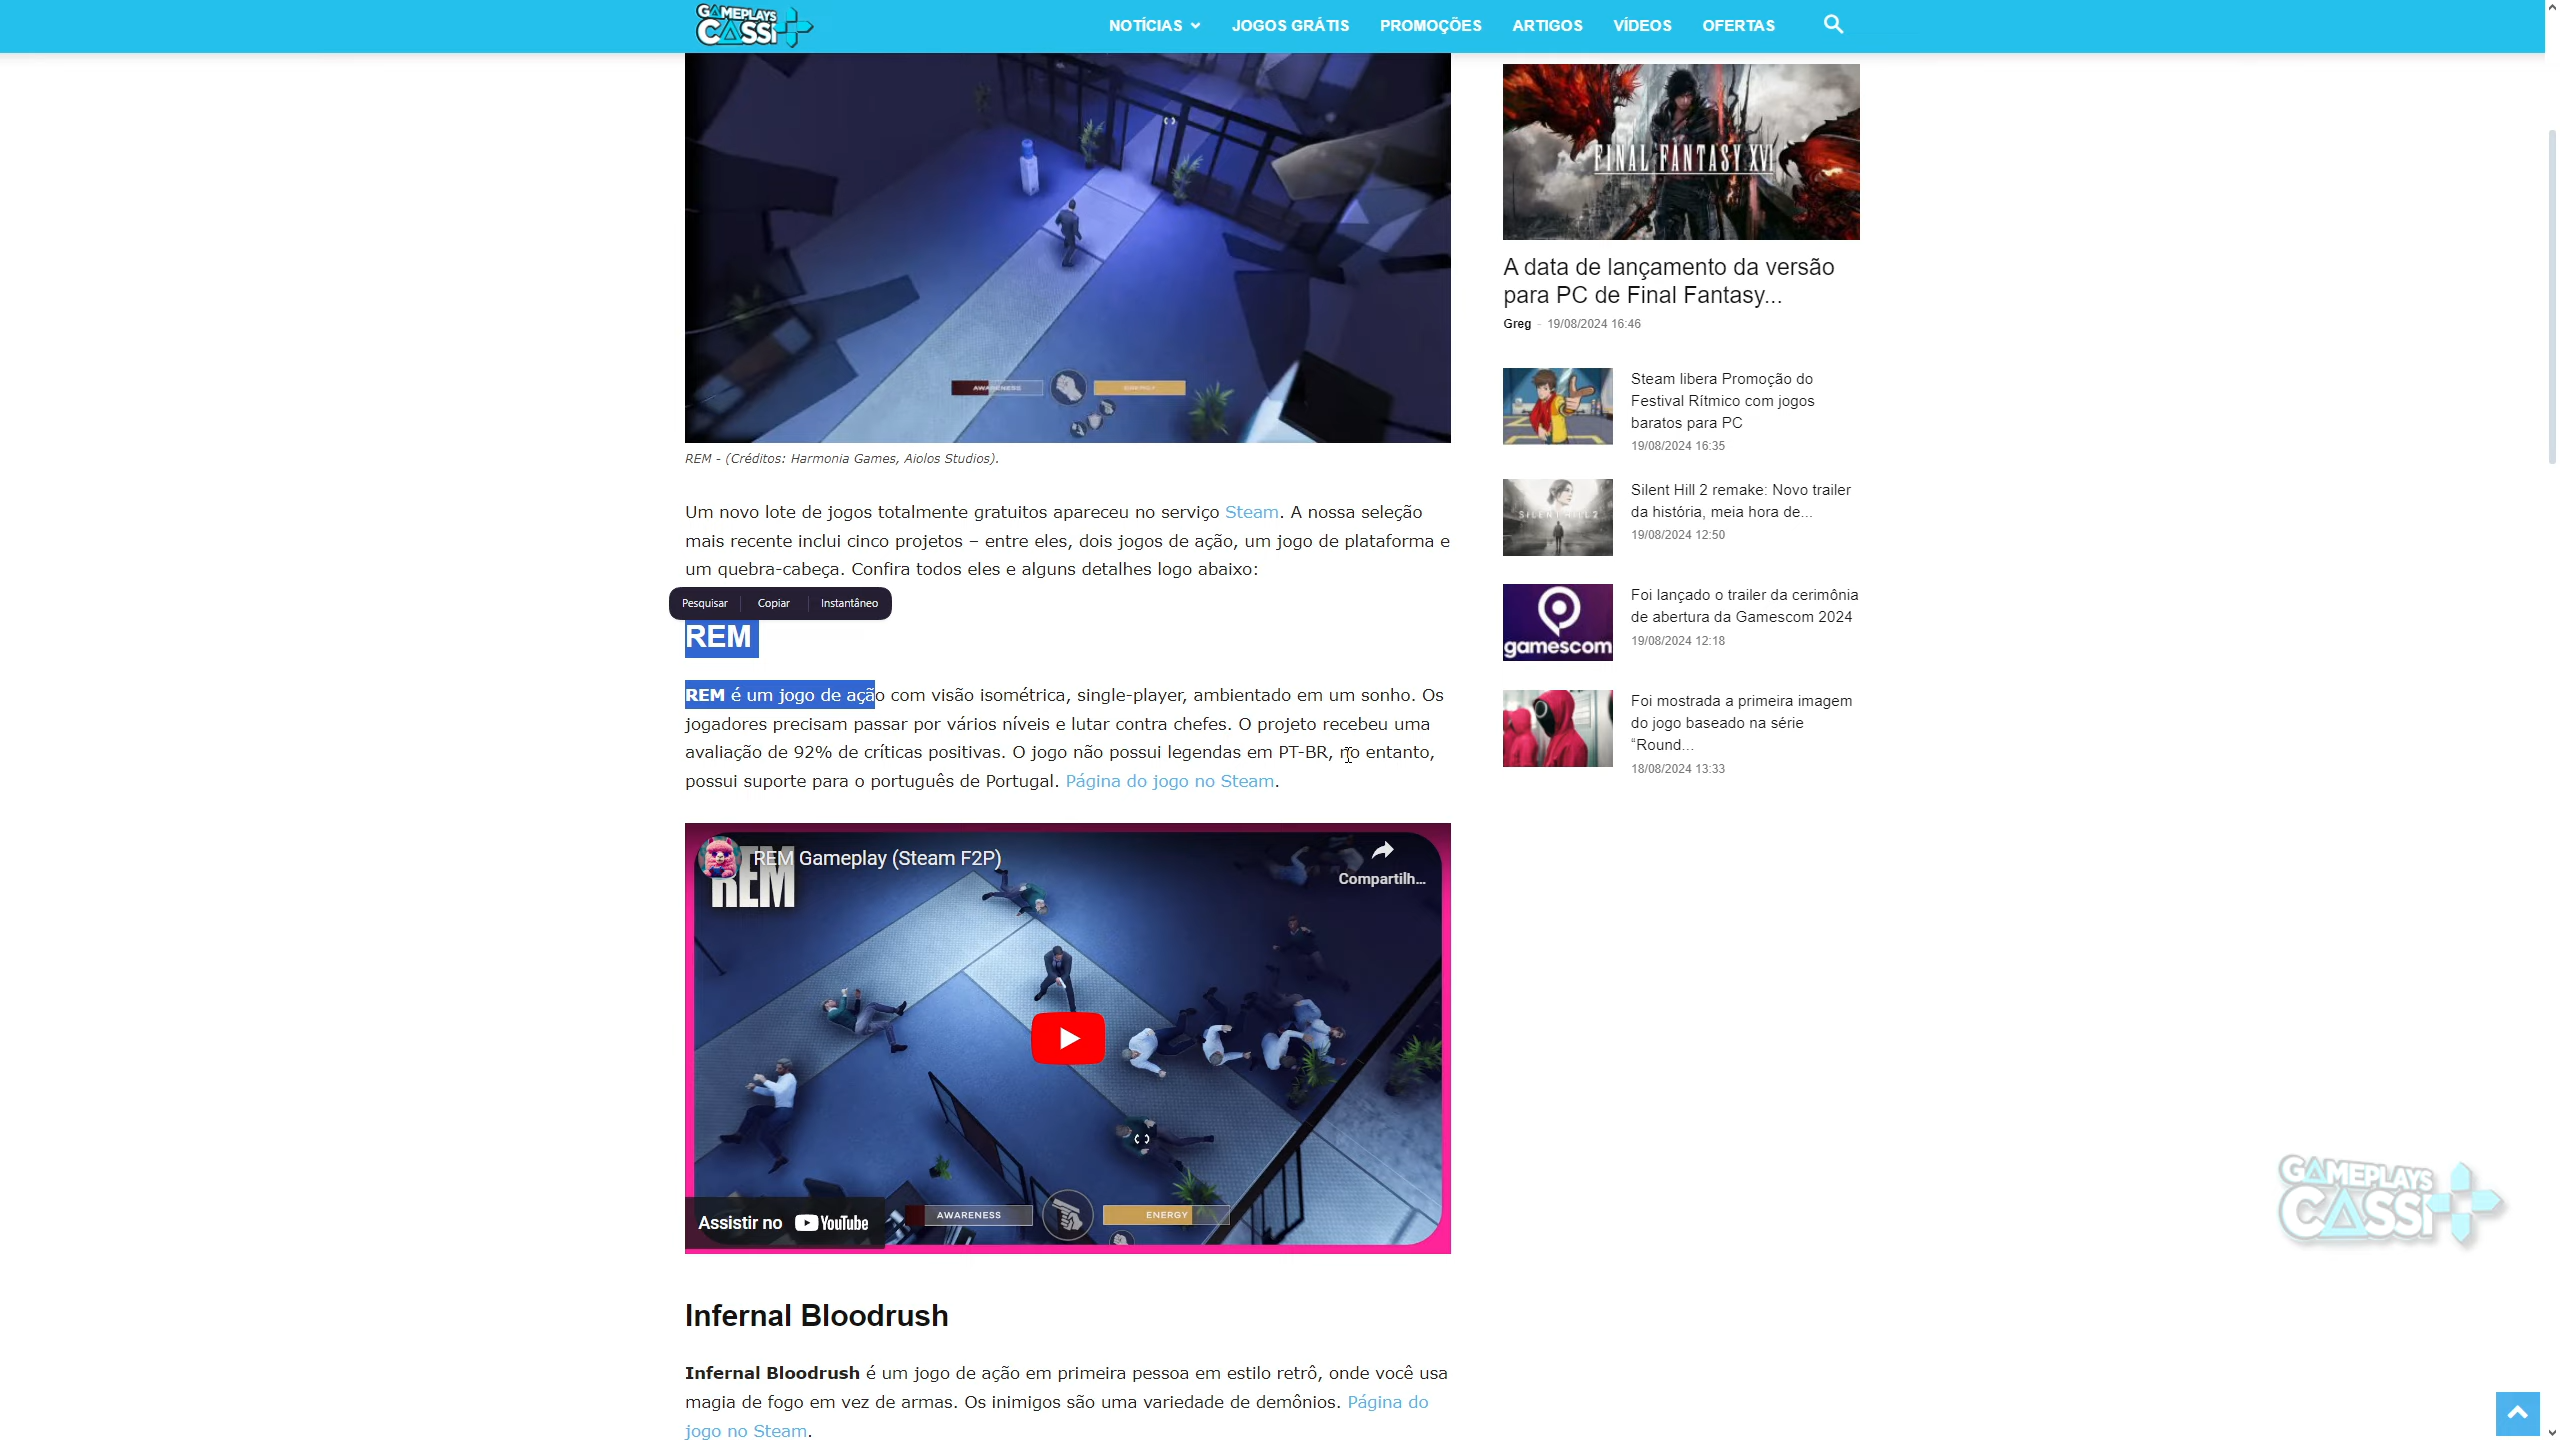 GAMEPLAYS
CASSI
NOTÍCIAS
JOGOS GRÁTIS
PROMOÇÕES
ARTIGOS
VÍDEOS
OFERTAS
AWARENESS
ENERGY
REM - (Créditos: Harmonia Games, Aiolos Studios).
Um novo lote de jogos totalmente gratuitos apareceu no serviço Steam. A nossa seleção
mais recente inclui cinco projetos – entre eles, dois jogos de ação, um jogo de plataforma e
um quebra-cabeça. Confira todos eles e alguns detalhes logo abaixo:
Pesquisar
Copiar
Instantâneo
REM
REM é um jogo de ação com visão isométrica, single-player, ambientado em um sonho. Os
jogadores precisam passar por vários níveis e lutar contra chefes. O projeto recebeu uma
avaliação de 92% de críticas positivas. O jogo não possui legendas em PT-BR, no entanto,
possui suporte para o português de Portugal. Página do jogo no Steam.
REM
REM Gameplay (Steam F2P)
Compartilh...
Assistir no YouTube
AWARENESS
ENERGY
Infernal Bloodrush
Infernal Bloodrush é um jogo de ação em primeira pessoa em estilo retrô, onde você usa
magia de fogo em vez de armas. Os inimigos são uma variedade de demônios. Página do
jogo no Steam.
FINAL FANTASY XVI
A data de lançamento da versão
para PC de Final Fantasy...
Greg - 19/08/2024 16:46
Steam libera Promoção do
Festival Rítmico com jogos
baratos para PC
19/08/2024 16:35
SILENT HILL 2
Silent Hill 2 remake: Novo trailer
da história, meia hora de...
19/08/2024 12:50
gamescom
Foi lançado o trailer da cerimônia
de abertura da Gamescom 2024
19/08/2024 12:18
Foi mostrada a primeira imagem
do jogo baseado na série
“Round...
18/08/2024 13:33
GAMEPLAYS
CASSI